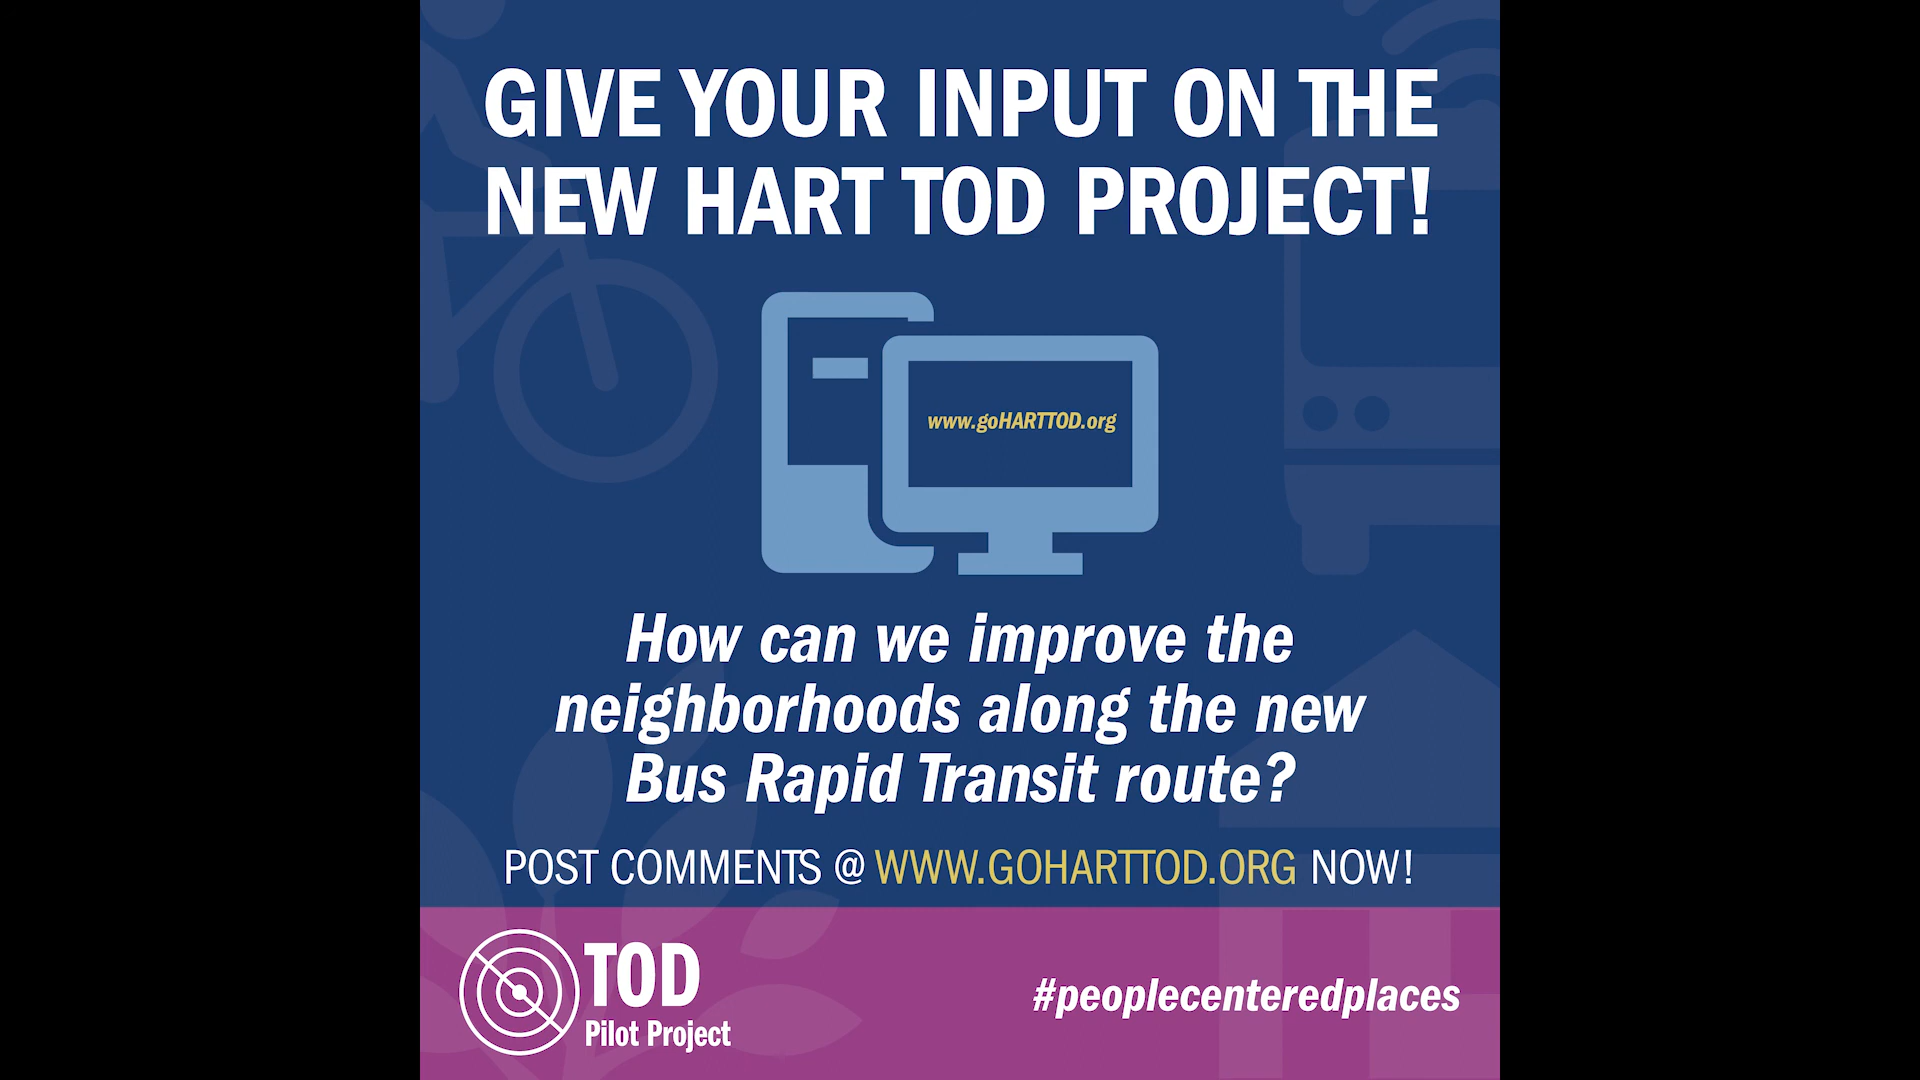 GIVE YOUR INPUT ON THE
NEW HART TOD PROJECT!
www.goHARTTOD.org
How can we improve the
neighborhoods along the new
Bus Rapid Transit route?
POST COMMENTS @ WWW.GOHARTTOD.ORG NOW!
TOD
Pilot Project
#peoplecenteredplaces